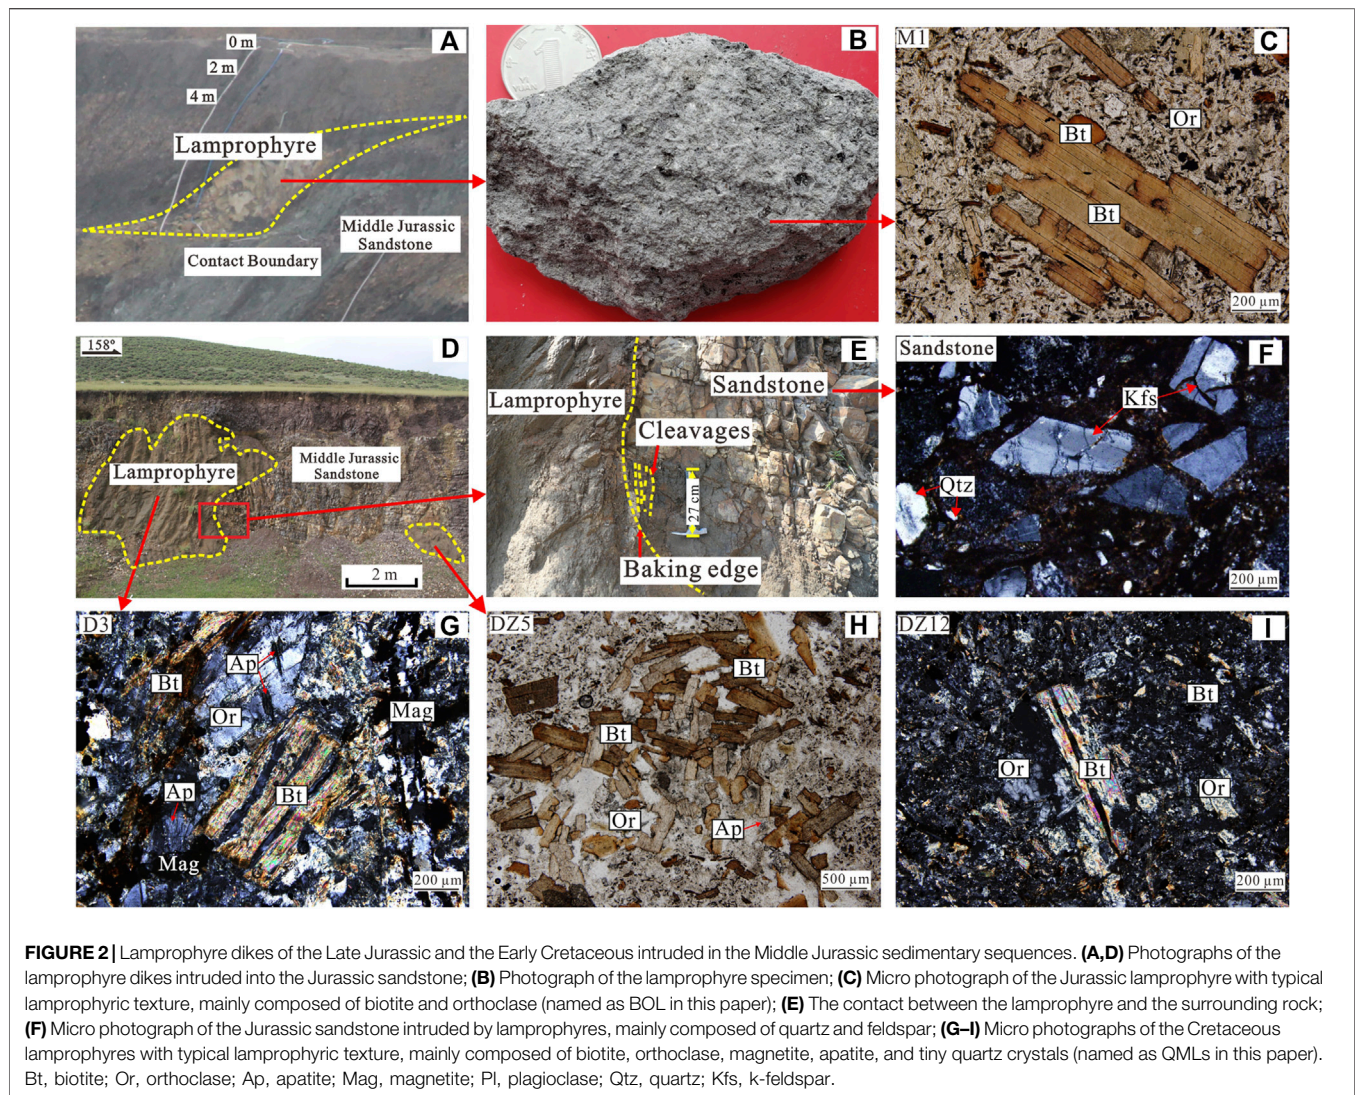 A
0 m
2 m
4 m
Lamprophyre
Middle Jurassic
Sandstone
Contact Boundary
B
1
M1
C
Bt
Or
Bt
200 µm
158°
D
Lamprophyre
Middle Jurassic
Sandstone
2 m
E
Lamprophyre
Sandstone
Cleavages
27 cm
Baking edge
Sandstone
F
Kfs
Qtz
200 µm
D3
G
Ap
Bt
Or
Mag
Ap
Bt
Mag
200 µm
DZ5
H
Bt
Bt
Or
Ap
500 µm
DZ12
I
Bt
Or
Bt
Or
200 µm
FIGURE 2 | Lamprophyre dikes of the Late Jurassic and the Early Cretaceous intruded in the Middle Jurassic sedimentary sequences. (A,D) Photographs of the
lamprophyre dikes intruded into the Jurassic sandstone; (B) Photograph of the lamprophyre specimen; (C) Micro photograph of the Jurassic lamprophyre with typical
lamprophyric texture, mainly composed of biotite and orthoclase (named as BOL in this paper); (E) The contact between the lamprophyre and the surrounding rock;
(F) Micro photograph of the Jurassic sandstone intruded by lamprophyres, mainly composed of quartz and feldspar; (G–I) Micro photographs of the Cretaceous
lamprophyres with typical lamprophyric texture, mainly composed of biotite, orthoclase, magnetite, apatite, and tiny quartz crystals (named as QMLs in this paper).
Bt, biotite; Or, orthoclase; Ap, apatite; Mag, magnetite; Pl, plagioclase; Qtz, quartz; Kfs, k-feldspar.